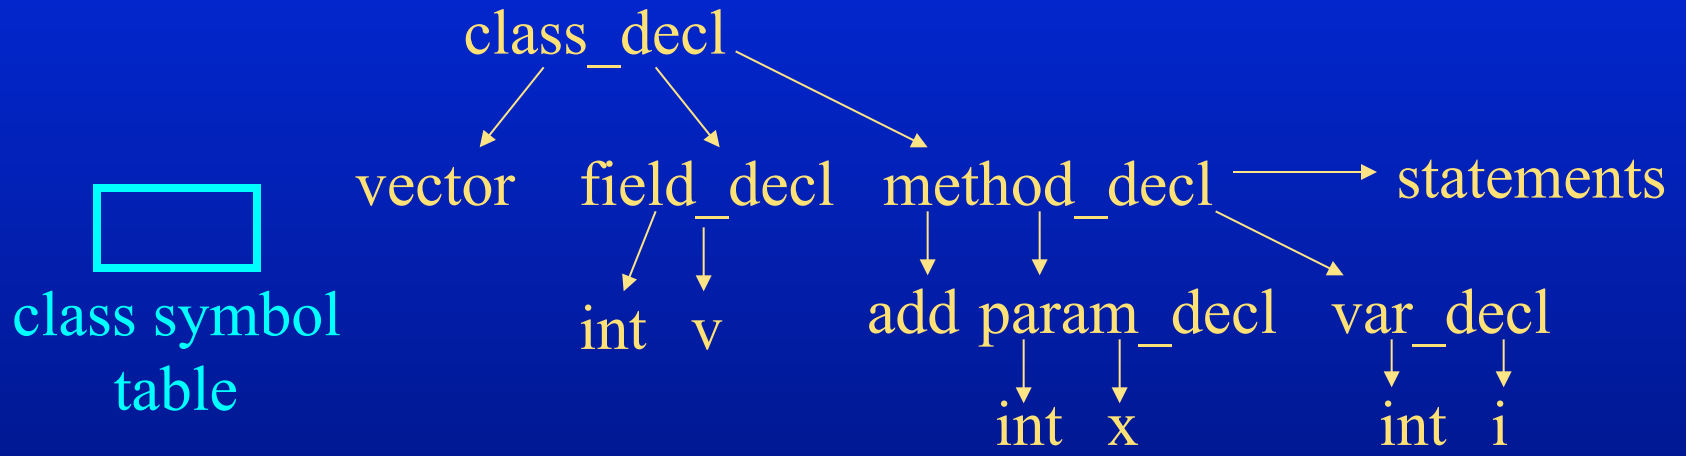 class_decl
vector field_decl method_decl statements
class symbol
table
int v
add param_decl var_decl
int x int i